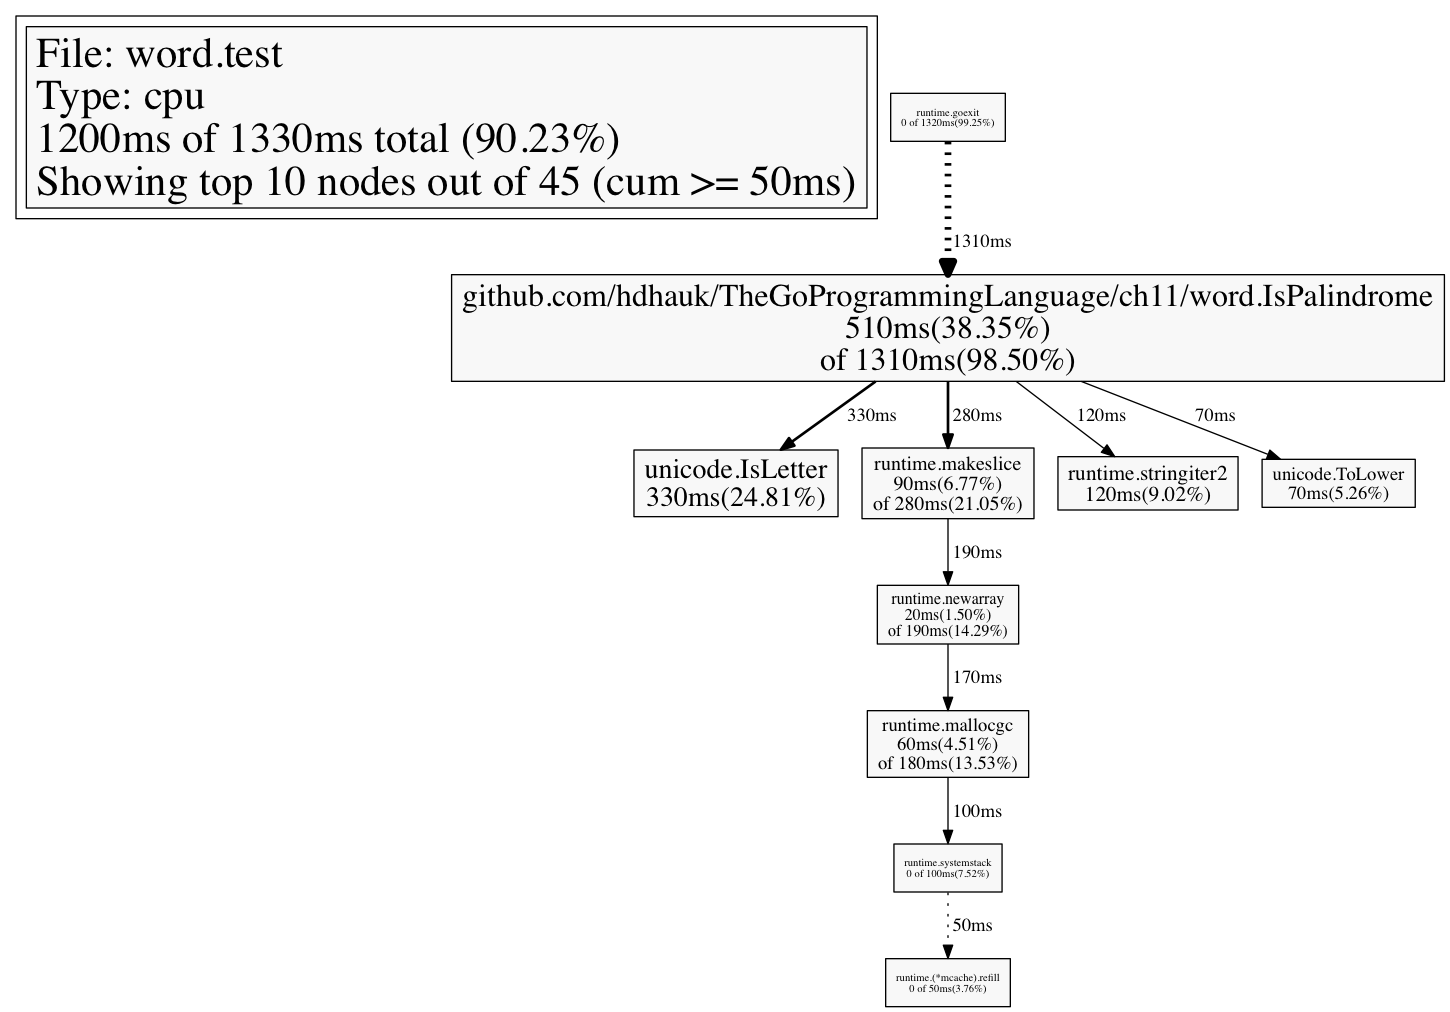 File: word.test
Type: cpu
1200ms of 1330ms total (90.23%)
Showing top 10 nodes out of 45 (cum >= 50ms)
runtime.goexit
0 of 1320ms(99.25%)
1310ms
github.com/hdhauk/TheGoProgrammingLanguage/ch11/word.IsPalindrome
510ms(38.35%)
of 1310ms(98.50%)
330ms
280ms
120ms
70ms
unicode.IsLetter
330ms(24.81%)
runtime.makeslice
90ms(6.77%)
of 280ms(21.05%)
runtime.stringiter2
120ms(9.02%)
unicode.ToLower
70ms(5.26%)
190ms
runtime.newarray
20ms(1.50%)
of 190ms(14.29%)
170ms
runtime.mallocgc
60ms(4.51%)
of 180ms(13.53%)
100ms
runtime.systemstack
0 of 100ms(7.52%)
50ms
runtime.(*mcache).refill
0 of 50ms(3.76%)